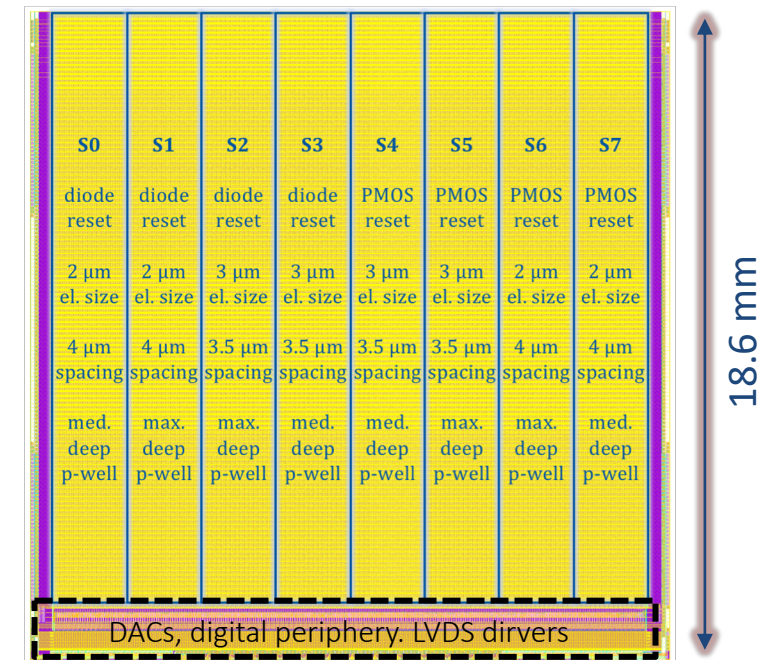 S0 S1 S2 S3 S4 S5 S6 S7
diode diode diode diode PMOS PMOS PMOS PMOS
reset reset reset reset reset reset reset reset
2 μm 2 μm 3 μm 3 μm 3 μm 3 μm 2 μm 2 μm
el. size el. size el. size el. size el. size el. size el. size el. size
4 μm 4 μm 3.5 μm 3.5 μm 3.5 μm 3.5 μm 4 μm 4 μm
spacing spacing spacing spacing spacing spacing spacing spacing
med. max. max. med. med. max. max. med.
deep deep deep deep deep deep deep deep
p-well p-well p-well p-well p-well p-well p-well p-well
DACs, digital periphery. LVDS dirvers
18.6 mm